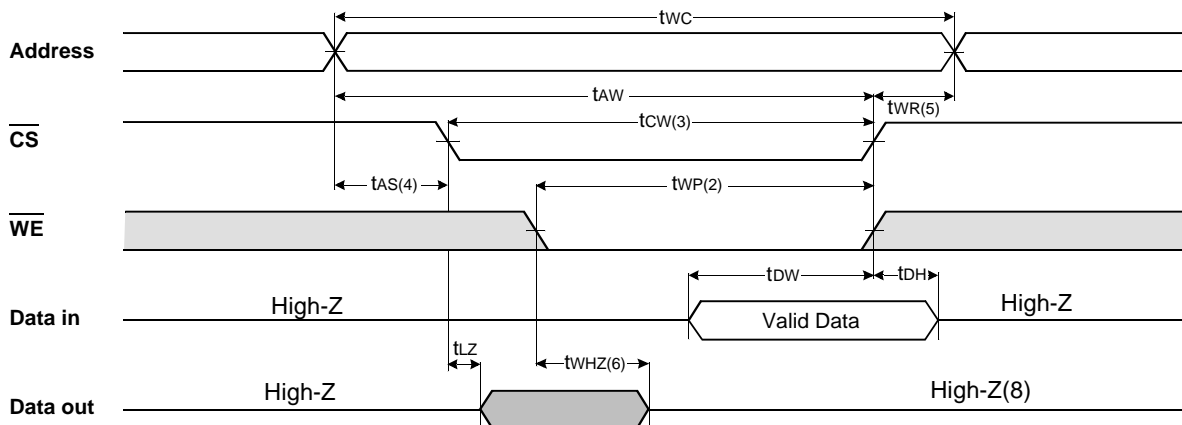 tWC
Address
tAW
tWR(5)
CS
tCW(3)
tAS(4)
tWP(2)
WE
tDW
tDH
High-Z
High-Z
Data in
Valid Data
tLZ
tWHZ(6)
High-Z
High-Z(8)
Data out